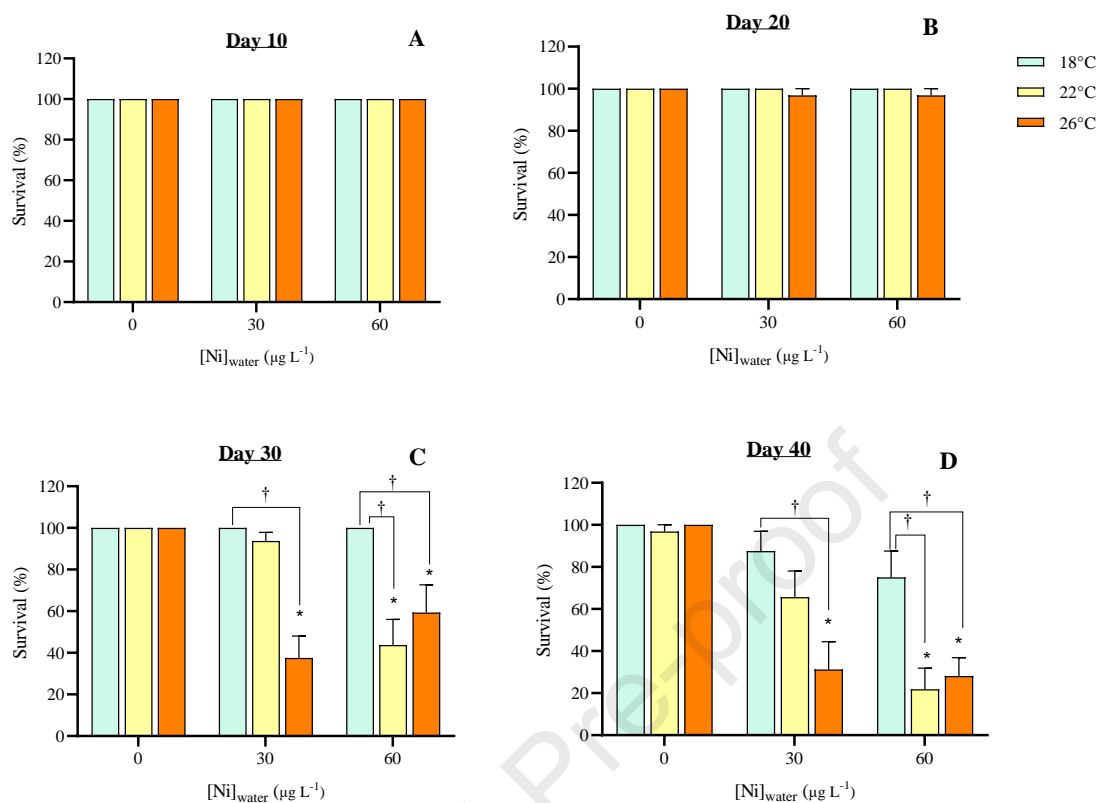 Day 10
A
120
100
80
60
40
20
0
Survival (%)
0 30 60
[Ni]water (µg L-1)
Day 20
B
120
100
80
60
40
20
0
Survival (%)
0 30 60
[Ni]water (µg L-1)
18°C
22°C
26°C
Day 30
C
120
100
80
60
40
20
0
Survival (%)
†
†
†
*
*
*
0 30 60
[Ni]water (µg L-1)
Day 40
D
120
100
80
60
40
20
0
Survival (%)
†
†
†
*
*
*
0 30 60
[Ni]water (µg L-1)
Pre-proof